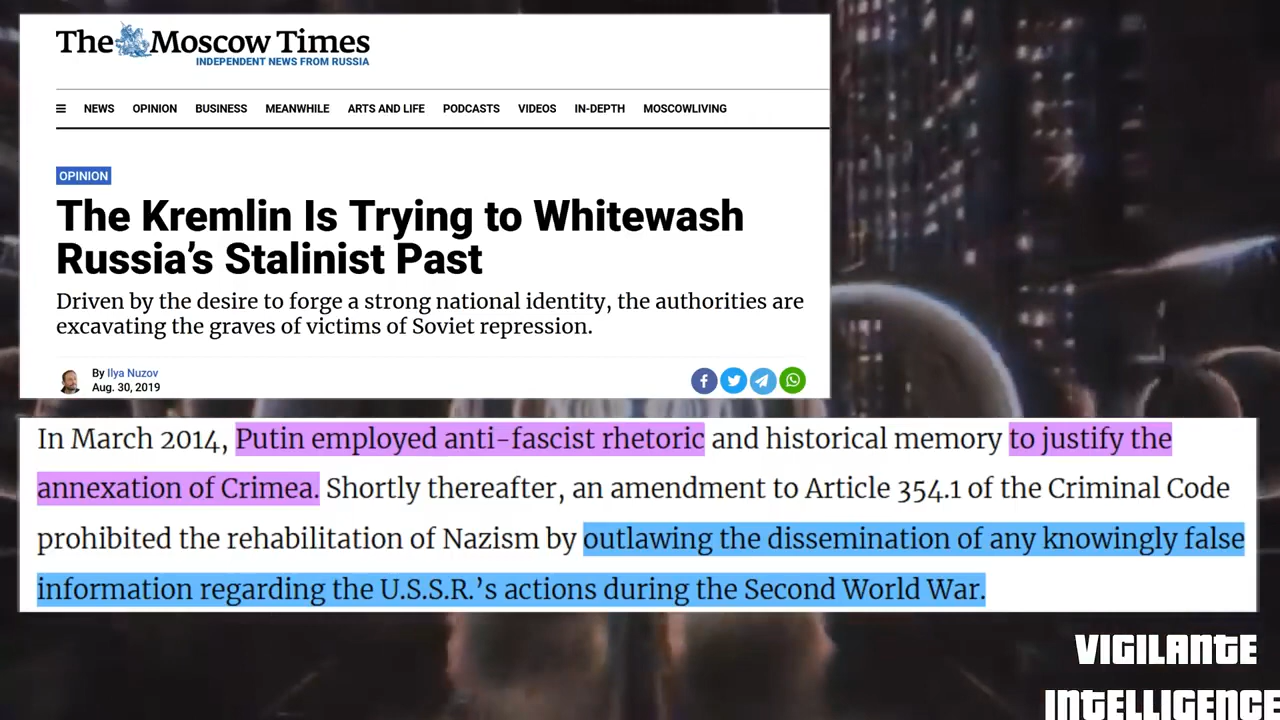 The Moscow Times
INDEPENDENT NEWS FROM RUSSIA
NEWS OPINION BUSINESS MEANWHILE ARTS AND LIFE PODCASTS VIDEOS IN-DEPTH MOSCOWLIVING
OPINION
The Kremlin Is Trying to Whitewash
Russia’s Stalinist Past
Driven by the desire to forge a strong national identity, the authorities are
excavating the graves of victims of Soviet repression.
By Ilya Nuzov
Aug. 30, 2019
In March 2014, Putin employed anti-fascist rhetoric and historical memory to justify the
annexation of Crimea. Shortly thereafter, an amendment to Article 354.1 of the Criminal Code
prohibited the rehabilitation of Nazism by outlawing the dissemination of any knowingly false
information regarding the U.S.S.R.’s actions during the Second World War.
VIGILANTE
INTELLIGENCE